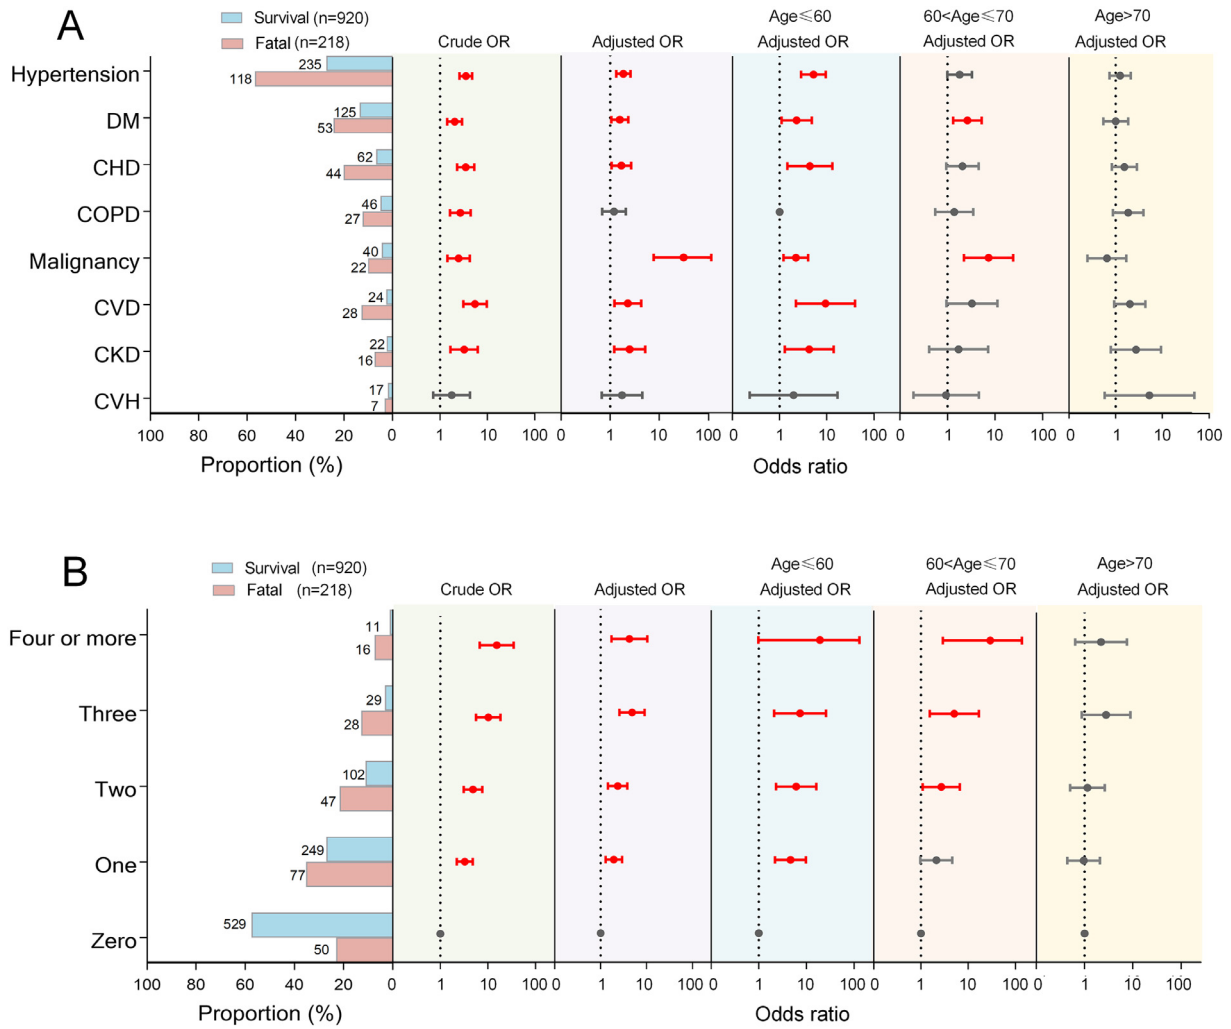 A
Survival (n=920)
Fatal (n=218)
Crude OR
Adjusted OR
Age≤60
Adjusted OR
60<Age≤70
Adjusted OR
Age>70
Adjusted OR
Hypertension
235
118
DM
125
53
CHD
62
44
COPD
46
27
Malignancy
40
22
CVD
24
28
CKD
22
16
CVH
17
7
100 80 60 40 20 0 1 10 100 0 1 10 100 0 1 10 100 0 1 10 100 0 1 10 100
Proportion (%)
Odds ratio
B
Survival (n=920)
Fatal (n=218)
Crude OR
Adjusted OR
Age≤60
Adjusted OR
60<Age≤70
Adjusted OR
Age>70
Adjusted OR
Four or more
11
16
Three
29
28
Two
102
47
One
249
77
Zero
529
50
100 80 60 40 20 0 1 10 100 0 1 10 100 0 1 10 100 0 1 10 100 1 10 100
Proportion (%)
Odds ratio